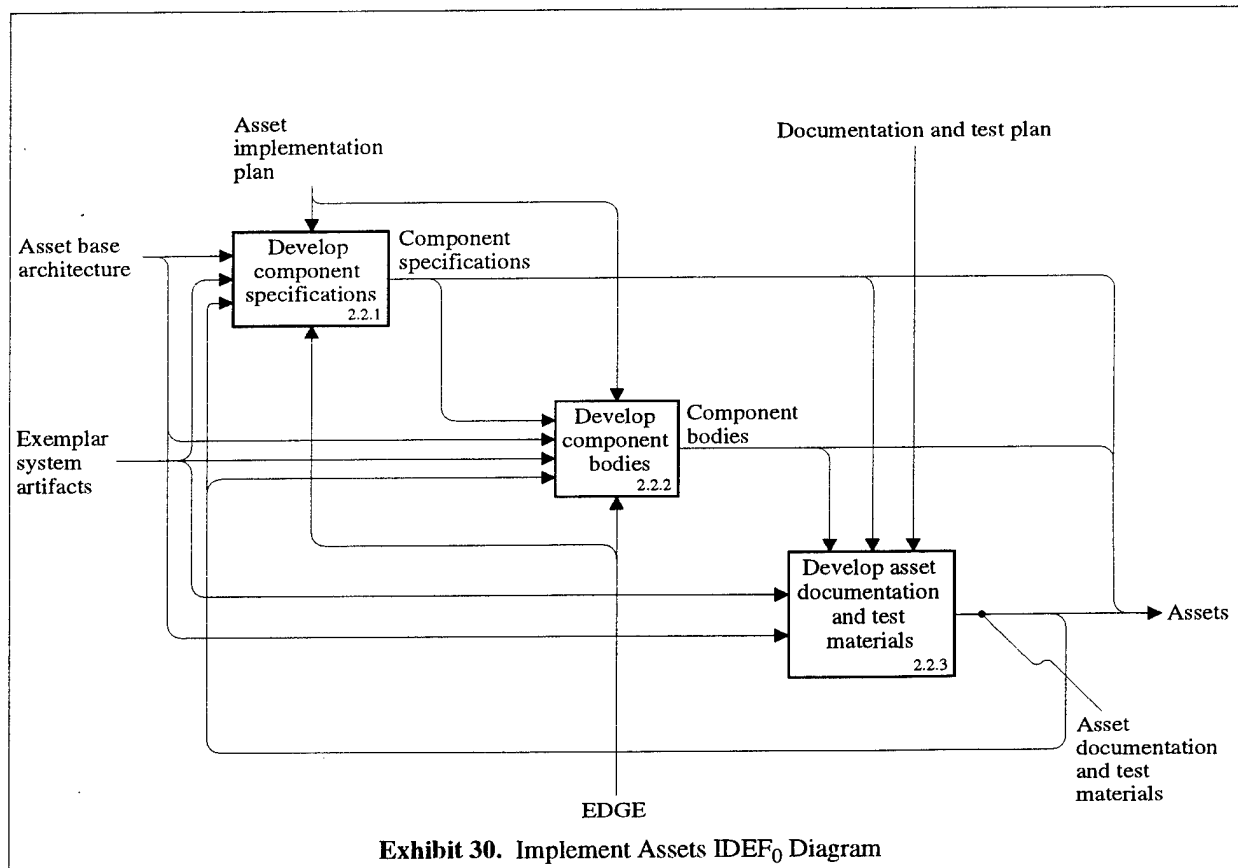 Asset
implementation
plan
Documentation and test plan
Asset base
architecture
Develop
component
specifications
2.2.1
Component
specifications
Exemplar
system
artifacts
Develop
component
bodies
2.2.2
Component
bodies
Develop asset
documentation
and test
materials
2.2.3
Assets
Asset
documentation
and test
materials
EDGE
Exhibit 30. Implement Assets IDEF0 Diagram